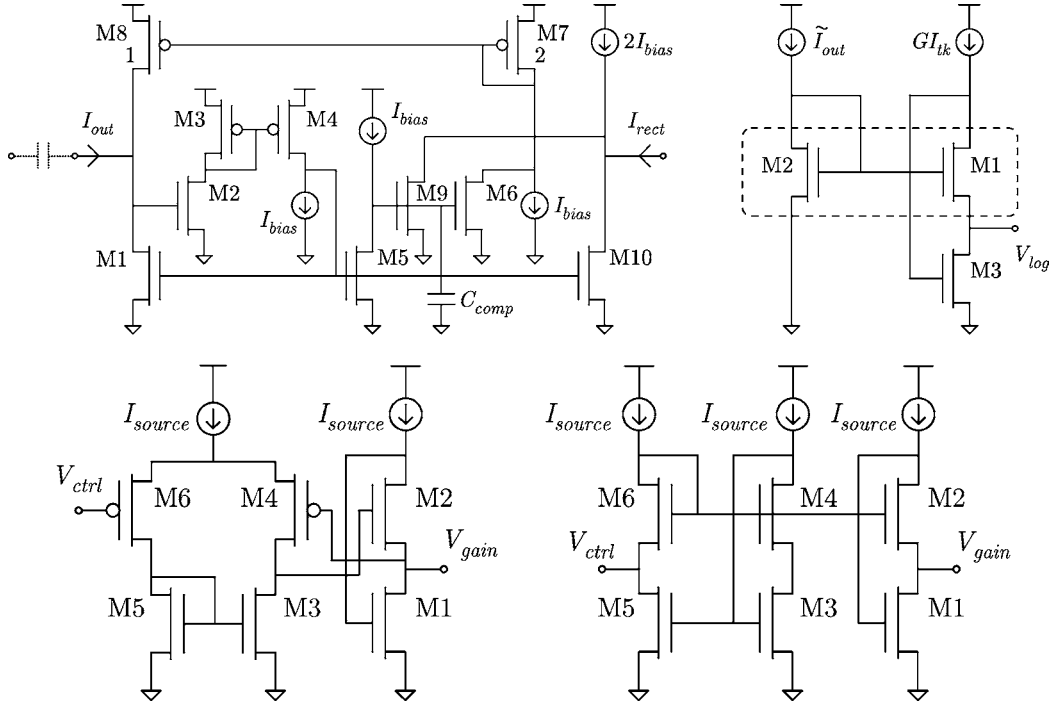 M8 M7 2I_bias Ĩ_out GI_tk
1 2
M3 M4 I_bias
I_out I_rect
M2 M9 M6 M2 M1
I_bias I_bias
M1 M5 M10 M3 V_log
C_comp
I_source I_source I_source I_source I_source
V_ctrl M6 M4 M2 M6 M4 M2
V_gain V_ctrl V_gain
M5 M3 M1 M5 M3 M1